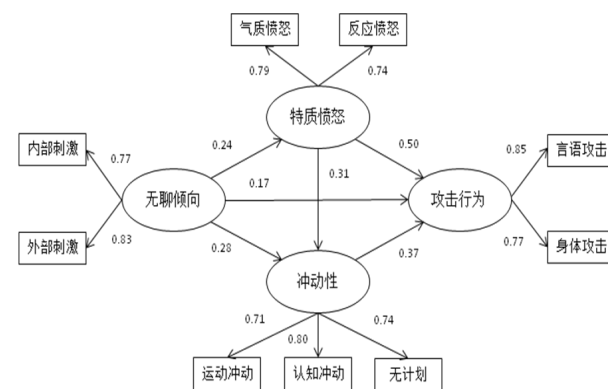 气质愤怒
反应愤怒
0.79
0.74
特质愤怒
内部刺激
0.77
0.24
0.50
0.85
言语攻击
0.17
0.31
无聊倾向
攻击行为
外部刺激
0.83
0.28
0.37
0.77
身体攻击
冲动性
0.71
0.80
0.74
运动冲动
认知冲动
无计划